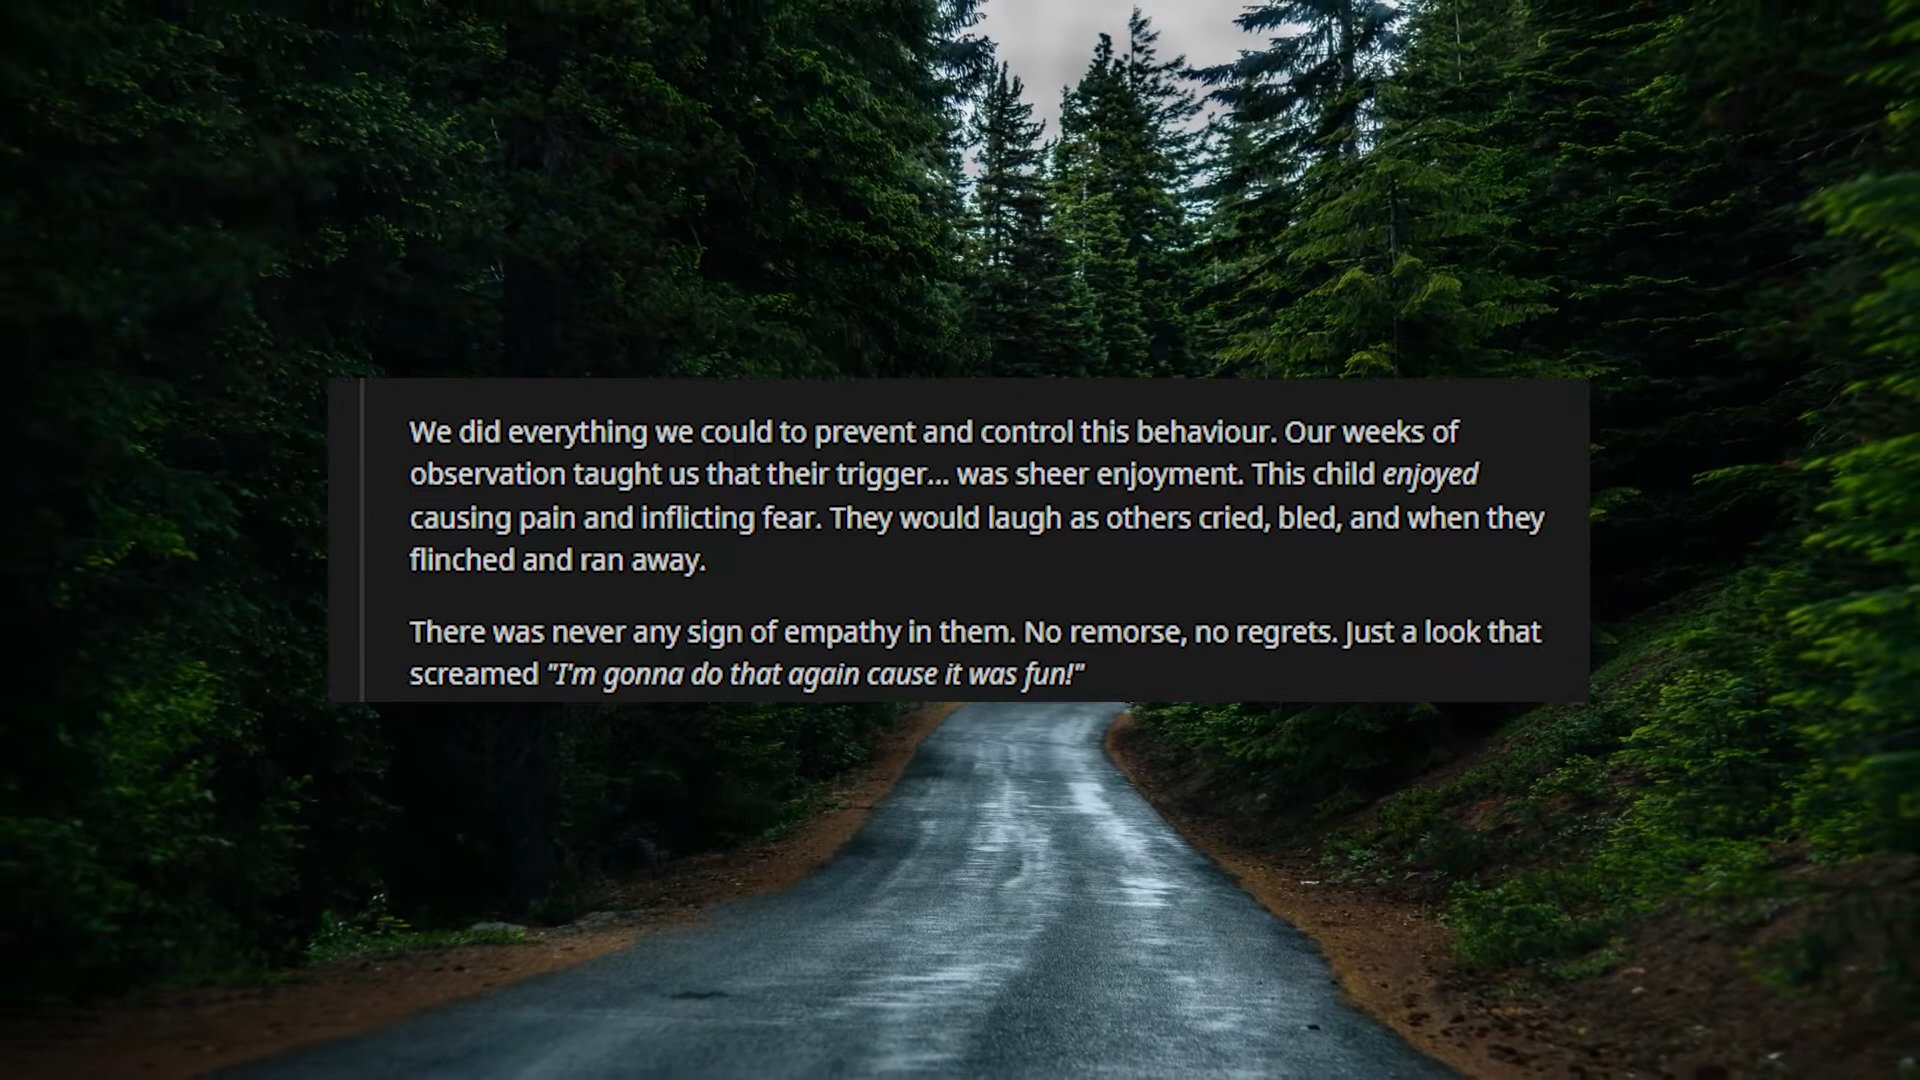 We did everything we could to prevent and control this behaviour. Our weeks of
observation taught us that their trigger... was sheer enjoyment. This child enjoyed
causing pain and inflicting fear. They would laugh as others cried, bled, and when they
flinched and ran away.
There was never any sign of empathy in them. No remorse, no regrets. Just a look that
screamed "I'm gonna do that again cause it was fun!"